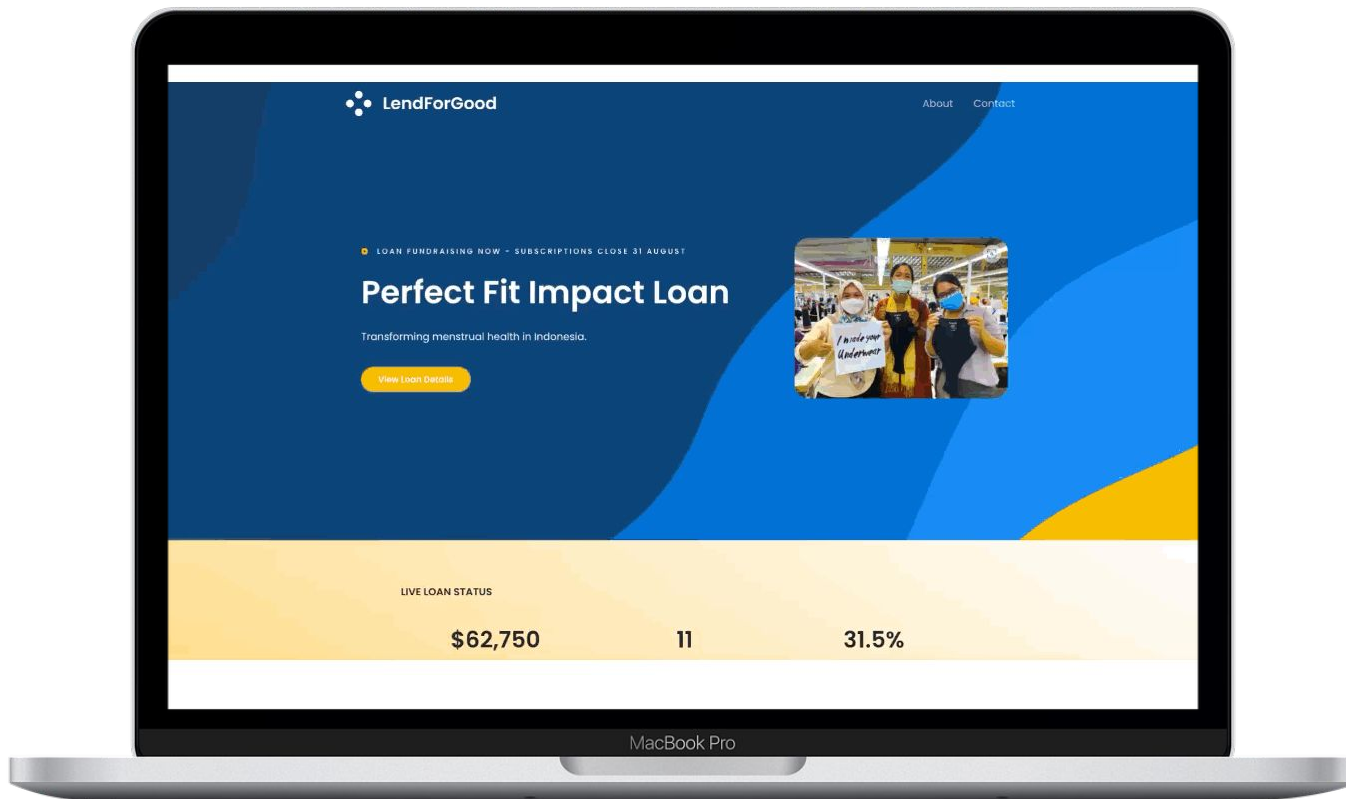 LendForGood
About Contact
LOAN FUNDRAISING NOW - SUBSCRIPTIONS CLOSE 31 AUGUST
Perfect Fit Impact Loan
Transforming menstrual health in Indonesia.
View Loan Details
I made your
Underwear
LIVE LOAN STATUS
$62,750 11 31.5%
MacBook Pro